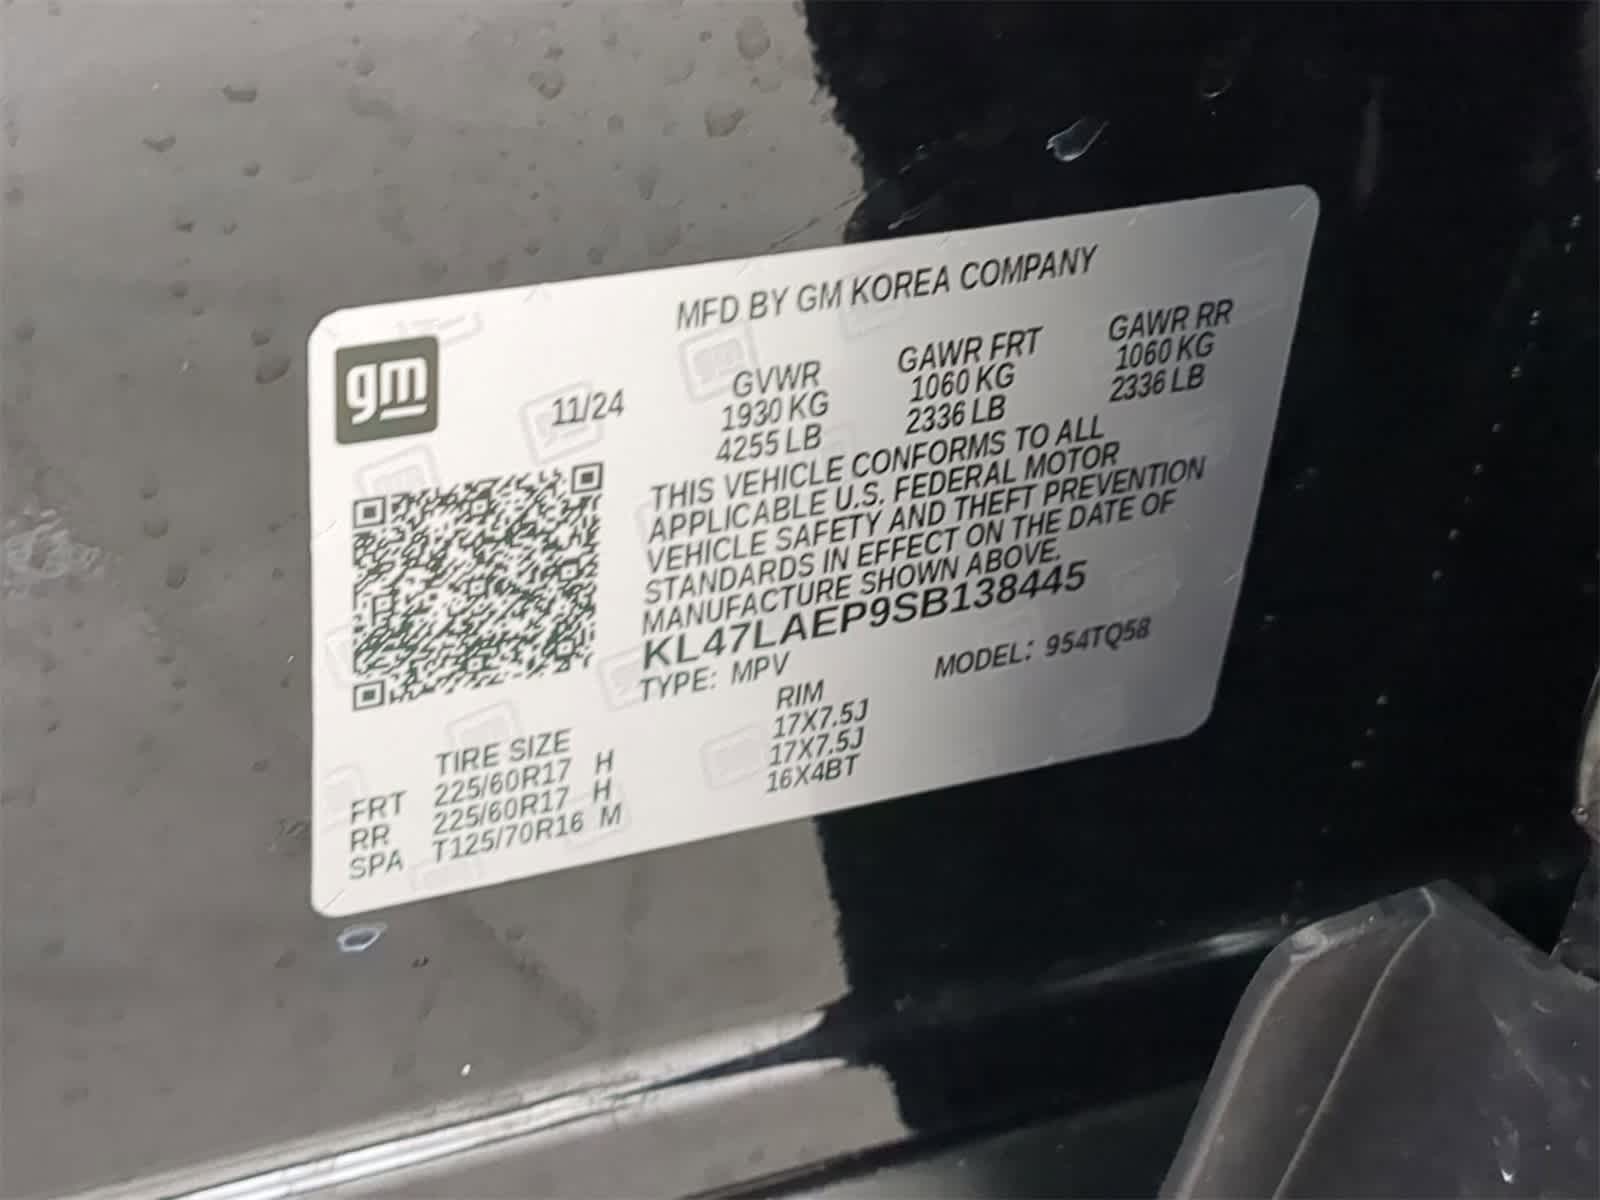 gm
MFD BY GM KOREA COMPANY
11/24
GVWR GAWR FRT GAWR RR
1930 KG 1060 KG 1060 KG
4255 LB 2336 LB 2336 LB
THIS VEHICLE CONFORMS TO ALL
APPLICABLE U.S. FEDERAL MOTOR
VEHICLE SAFETY AND THEFT PREVENTION
STANDARDS IN EFFECT ON THE DATE OF
MANUFACTURE SHOWN ABOVE.
KL47LAEP9SB138445
TYPE: MPV MODEL: 954TQ58
TIRE SIZE RIM
FRT 225/60R17 H 17X7.5J
RR 225/60R17 H 17X7.5J
SPA T125/70R16 M 16X4BT